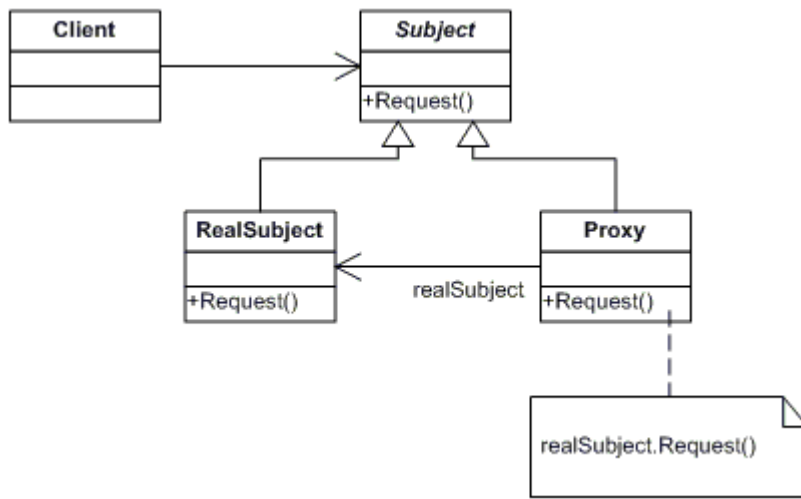 Client
Subject
+Request()
RealSubject
+Request()
realSubject
Proxy
+Request()
realSubject.Request()